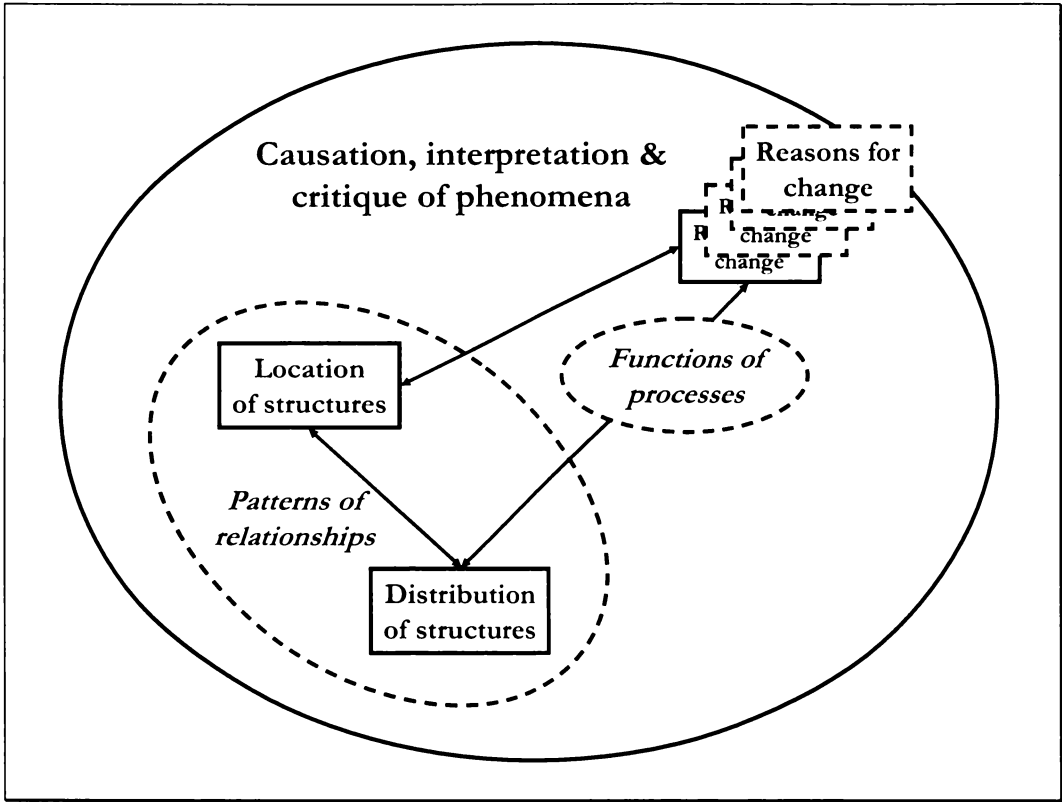 Causation, interpretation &
critique of phenomena
Reasons for
change
R
change
R
change
Functions of
processes
Location
of structures
Patterns of
relationships
Distribution
of structures